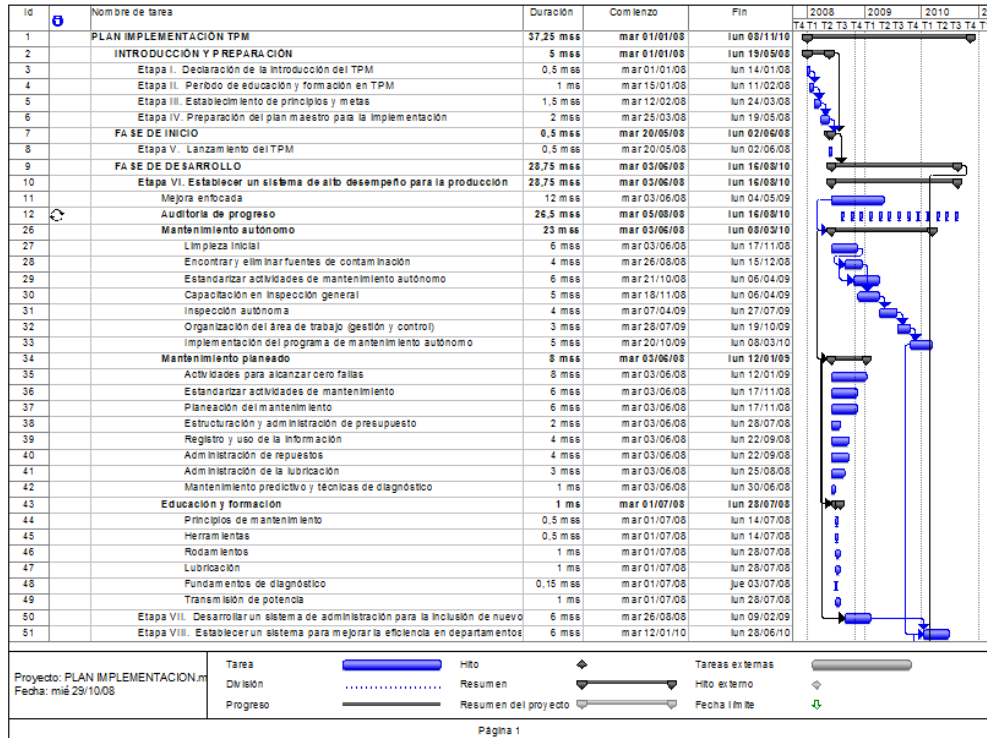 Id Nombre de tarea Duración Comienzo Fin 2008 2009 2010 2
T4 T1 T2 T3 T4 T1 T2 T3 T4 T1 T2 T3 T4 T1
1 PLAN IMPLEMENTACIÓN TPM 37,25 mss mar 01/01/08 lun 08/11/10
2 INTRODUCCIÓN Y PREPARACIÓN 5 mss mar 01/01/08 lun 19/05/08
3 Etapa I. Declaración de la introducción del TPM 0,5 mss mar 01/01/08 lun 14/01/08
4 Etapa II. Periodo de educación y formación en TPM 1 ms mar 15/01/08 lun 11/02/08
5 Etapa III. Establecimiento de principios y metas 1,5 mss mar 12/02/08 lun 24/03/08
6 Etapa IV. Preparación del plan maestro para la implementación 2 mss mar 25/03/08 lun 19/05/08
7 FASE DE INICIO 0,5 mss mar 20/05/08 lun 02/06/08
8 Etapa V. Lanzamiento del TPM 0,5 mss mar 20/05/08 lun 02/06/08
9 FASE DE DESARROLLO 28,75 mss mar 03/06/08 lun 16/08/10
10 Etapa VI. Establecer un sistema de alto desempeño para la producción 28,75 mss mar 03/06/08 lun 16/08/10
11 Mejora enfocada 12 mss mar 03/06/08 lun 04/05/09
12 Auditoria de progreso 26,5 mss mar 05/08/08 lun 16/08/10
26 Mantenimiento autónomo 23 mss mar 03/06/08 lun 08/03/10
27 Limpieza inicial 6 mss mar 03/06/08 lun 17/11/08
28 Encontrar y eliminar fuentes de contaminación 4 mss mar 26/08/08 lun 15/12/08
29 Estandarizar actividades de mantenimiento autónomo 6 mss mar 21/10/08 lun 06/04/09
30 Capacitación en inspección general 5 mss mar 18/11/08 lun 06/04/09
31 Inspección autónoma 4 mss mar 07/04/09 lun 27/07/09
32 Organización del área de trabajo (gestión y control) 3 mss mar 28/07/09 lun 19/10/09
33 Implementación del programa de mantenimiento autónomo 5 mss mar 20/10/09 lun 08/03/10
34 Mantenimiento planeado 8 mss mar 03/06/08 lun 12/01/09
35 Actividades para alcanzar cero fallas 8 mss mar 03/06/08 lun 12/01/09
36 Estandarizar actividades de mantenimiento 6 mss mar 03/06/08 lun 17/11/08
37 Planeación del mantenimiento 6 mss mar 03/06/08 lun 17/11/08
38 Estructuración y administración de presupuesto 2 mss mar 03/06/08 lun 28/07/08
39 Registro y uso de la información 4 mss mar 03/06/08 lun 22/09/08
40 Administración de repuestos 4 mss mar 03/06/08 lun 22/09/08
41 Administración de la lubricación 3 mss mar 03/06/08 lun 25/08/08
42 Mantenimiento predictivo y técnicas de diagnóstico 1 ms mar 03/06/08 lun 30/06/08
43 Educación y formación 1 ms mar 01/07/08 lun 28/07/08
44 Principios de mantenimiento 0,5 mss mar 01/07/08 lun 14/07/08
45 Herramientas 0,5 mss mar 01/07/08 lun 14/07/08
46 Rodamientos 1 ms mar 01/07/08 lun 28/07/08
47 Lubricación 1 ms mar 01/07/08 lun 28/07/08
48 Fundamentos de diagnóstico 0,15 mss mar 01/07/08 jue 03/07/08
49 Transmisión de potencia 1 ms mar 01/07/08 lun 28/07/08
50 Etapa VII. Desarrollar un sistema de administración para la inclusión de nuevo 6 mss mar 26/08/08 lun 09/02/09
51 Etapa VIII. Establecer un sistema para mejorar la eficiencia en departamentos 6 mss mar 12/01/10 lun 28/06/10
Proyecto: PLAN IMPLEMENTACION.m
Fecha: mié 29/10/08
Tarea Hito Tareas externas
División Resumen Hito externo
Progreso Resumen del proyecto Fecha límite
Página 1